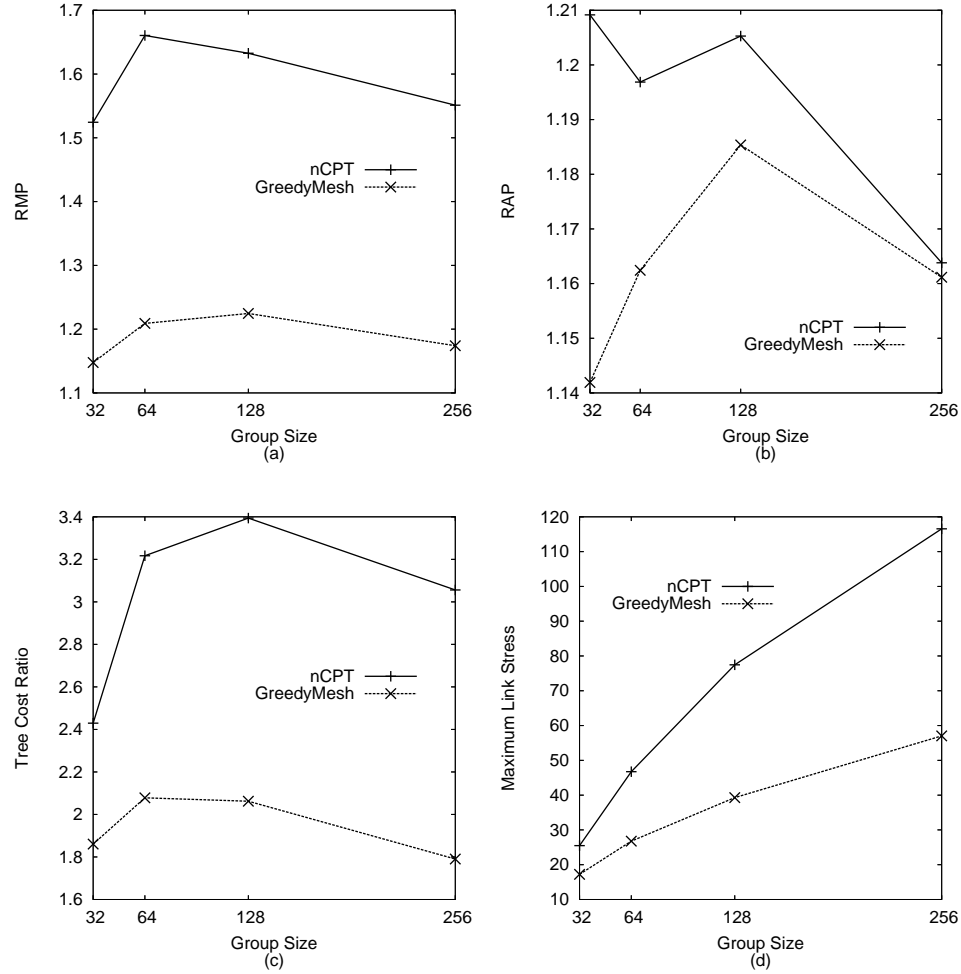 1.7
1.6
1.5
1.4
1.3
1.2
1.1
RMP
nCPT
GreedyMesh
32 64 128 256
Group Size
(a)
1.21
1.2
1.19
1.18
1.17
1.16
1.15
1.14
RAP
nCPT
GreedyMesh
32 64 128 256
Group Size
(b)
3.4
3.2
3
2.8
2.6
2.4
2.2
2
1.8
1.6
Tree Cost Ratio
nCPT
GreedyMesh
32 64 128 256
Group Size
(c)
120
110
100
90
80
70
60
50
40
30
20
10
Maximum Link Stress
nCPT
GreedyMesh
32 64 128 256
Group Size
(d)